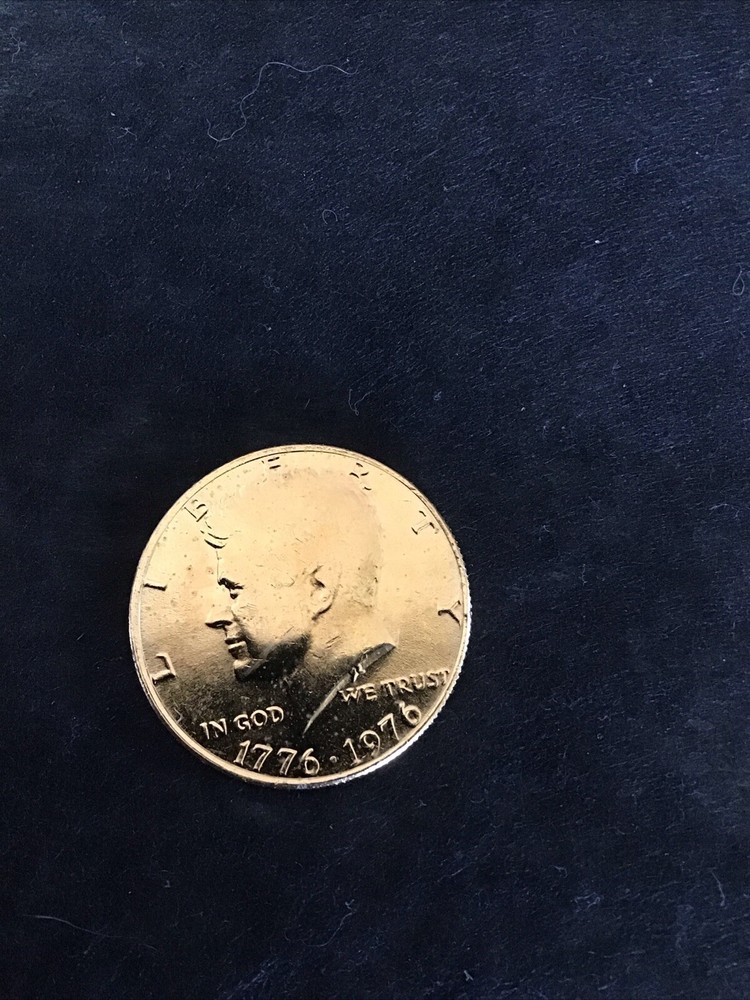 LIBERTY
IN GOD WE TRUST
1776 · 1976